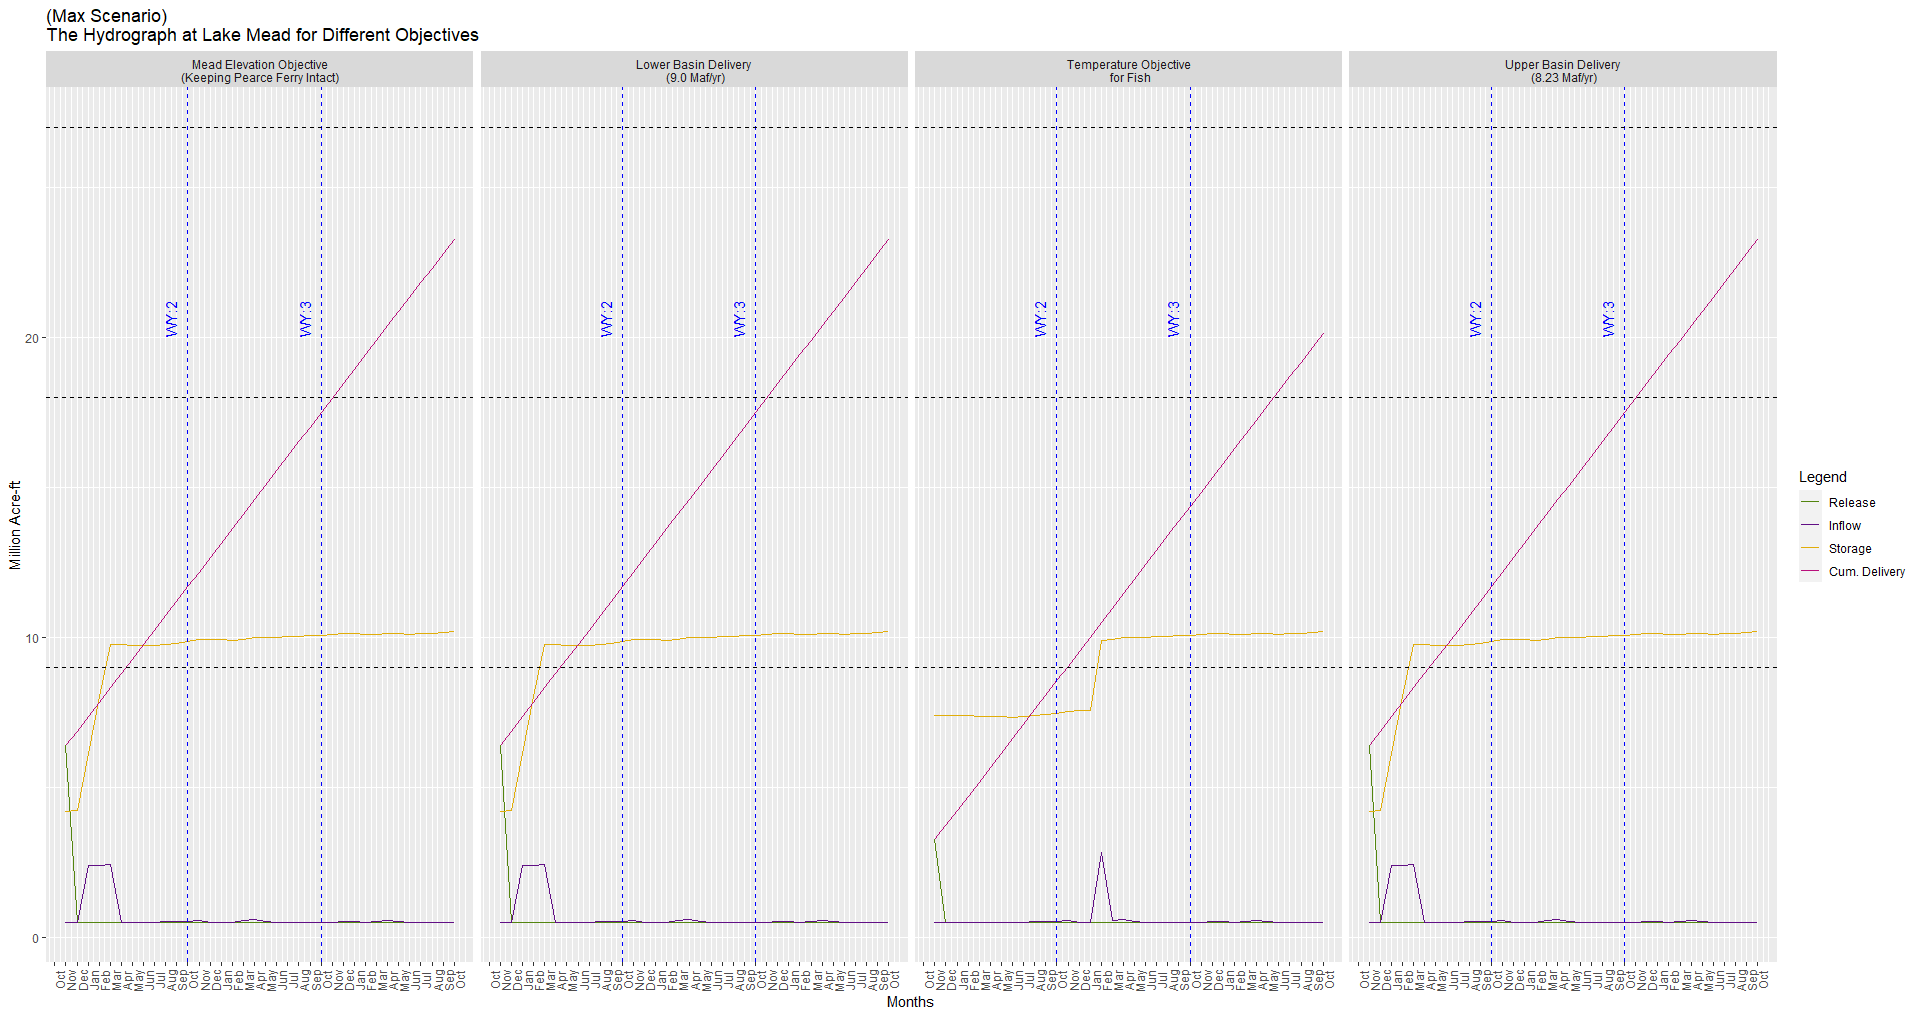 (Max Scenario)
The Hydrograph at Lake Mead for Different Objectives
Mead Elevation Objective
(Keeping Pearce Ferry Intact)
Lower Basin Delivery
(9.0 Maf/yr)
Temperature Objective
for Fish
Upper Basin Delivery
(8.23 Maf/yr)
WY:2
WY:3
WY:2
WY:3
WY:2
WY:3
WY:2
WY:3
20
10
0
Million Acre-ft
Legend
Release
Inflow
Storage
Cum. Delivery
Oct Nov Dec Jan Feb Mar Apr May Jun Jul Aug Sep Oct Nov Dec Jan Feb Mar Apr May Jun Jul Aug Sep Oct Nov Dec Jan Feb Mar Apr May Jun Jul Aug Sep Oct
Oct Nov Dec Jan Feb Mar Apr May Jun Jul Aug Sep Oct Nov Dec Jan Feb Mar Apr May Jun Jul Aug Sep Oct Nov Dec Jan Feb Mar Apr May Jun Jul Aug Sep Oct
Oct Nov Dec Jan Feb Mar Apr May Jun Jul Aug Sep Oct Nov Dec Jan Feb Mar Apr May Jun Jul Aug Sep Oct Nov Dec Jan Feb Mar Apr May Jun Jul Aug Sep Oct
Oct Nov Dec Jan Feb Mar Apr May Jun Jul Aug Sep Oct Nov Dec Jan Feb Mar Apr May Jun Jul Aug Sep Oct Nov Dec Jan Feb Mar Apr May Jun Jul Aug Sep Oct
Months